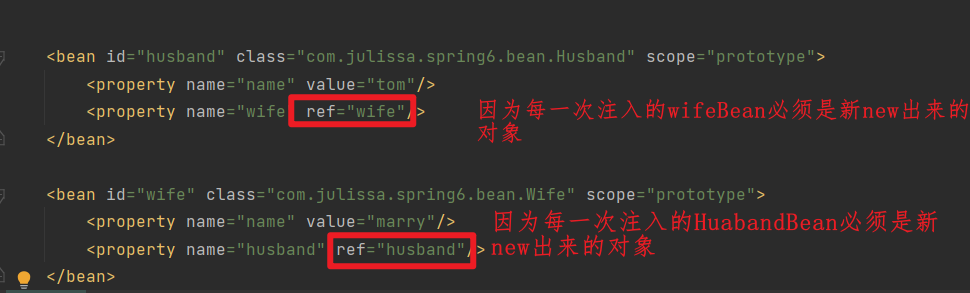 <bean id="husband" class="com.julissa.spring6.bean.Husband" scope="prototype">
<property name="name" value="tom"/>
<property name="wife" ref="wife"/>
因为每一次注入的wifeBean必须是新new出来的
对象
</bean>
<bean id="wife" class="com.julissa.spring6.bean.Wife" scope="prototype">
<property name="name" value="marry"/>
<property name="husband" ref="husband"/>
因为每一次注入的HuabandBean必须是新
new出来的对象
</bean>